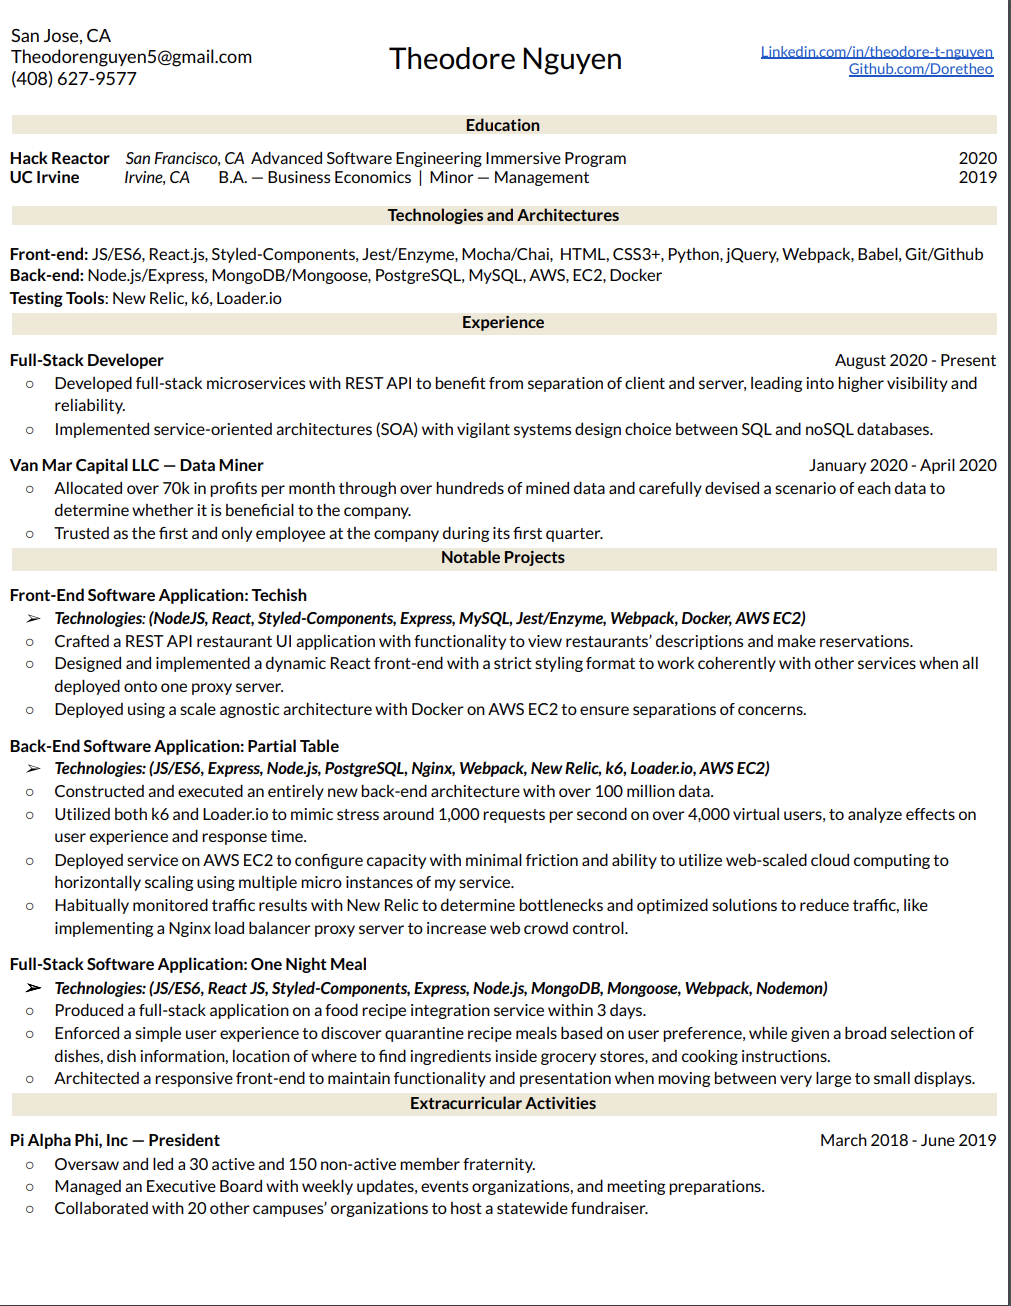 San Jose, CA
Theodorenguyen5@gmail.com
(408) 627-9577
Theodore Nguyen
Linkedin.com/in/theodore-t-nguyen
Github.com/Doretheo
Education
Hack Reactor San Francisco, CA Advanced Software Engineering Immersive Program 2020
UC Irvine Irvine, CA B.A. — Business Economics | Minor — Management 2019
Technologies and Architectures
Front-end: JS/ES6, React.js, Styled-Components, Jest/Enzyme, Mocha/Chai, HTML, CSS3+, Python, jQuery, Webpack, Babel, Git/Github
Back-end: Node.js/Express, MongoDB/Mongoose, PostgreSQL, MySQL, AWS, EC2, Docker
Testing Tools: New Relic, k6, Loader.io
Experience
Full-Stack Developer August 2020 - Present
○ Developed full-stack microservices with REST API to benefit from separation of client and server, leading into higher visibility and
reliability.
○ Implemented service-oriented architectures (SOA) with vigilant systems design choice between SQL and noSQL databases.
Van Mar Capital LLC — Data Miner January 2020 - April 2020
○ Allocated over 70k in profits per month through over hundreds of mined data and carefully devised a scenario of each data to
determine whether it is beneficial to the company.
○ Trusted as the first and only employee at the company during its first quarter.
Notable Projects
Front-End Software Application: Techish
➢ Technologies: (NodeJS, React, Styled-Components, Express, MySQL, Jest/Enzyme, Webpack, Docker, AWS EC2)
○ Crafted a REST API restaurant UI application with functionality to view restaurants’ descriptions and make reservations.
○ Designed and implemented a dynamic React front-end with a strict styling format to work coherently with other services when all
deployed onto one proxy server.
○ Deployed using a scale agnostic architecture with Docker on AWS EC2 to ensure separations of concerns.
Back-End Software Application: Partial Table
➢ Technologies: (JS/ES6, Express, Node.js, PostgreSQL, Nginx, Webpack, New Relic, k6, Loader.io, AWS EC2)
○ Constructed and executed an entirely new back-end architecture with over 100 million data.
○ Utilized both k6 and Loader.io to mimic stress around 1,000 requests per second on over 4,000 virtual users, to analyze effects on
user experience and response time.
○ Deployed service on AWS EC2 to configure capacity with minimal friction and ability to utilize web-scaled cloud computing to
horizontally scaling using multiple micro instances of my service.
○ Habitually monitored traffic results with New Relic to determine bottlenecks and optimized solutions to reduce traffic, like
implementing a Nginx load balancer proxy server to increase web crowd control.
Full-Stack Software Application: One Night Meal
➢ Technologies: (JS/ES6, React JS, Styled-Components, Express, Node.js, MongoDB, Mongoose, Webpack, Nodemon)
○ Produced a full-stack application on a food recipe integration service within 3 days.
○ Enforced a simple user experience to discover quarantine recipe meals based on user preference, while given a broad selection of
dishes, dish information, location of where to find ingredients inside grocery stores, and cooking instructions.
○ Architected a responsive front-end to maintain functionality and presentation when moving between very large to small displays.
Extracurricular Activities
Pi Alpha Phi, Inc — President March 2018 - June 2019
○ Oversaw and led a 30 active and 150 non-active member fraternity.
○ Managed an Executive Board with weekly updates, events organizations, and meeting preparations.
○ Collaborated with 20 other campuses’ organizations to host a statewide fundraiser.